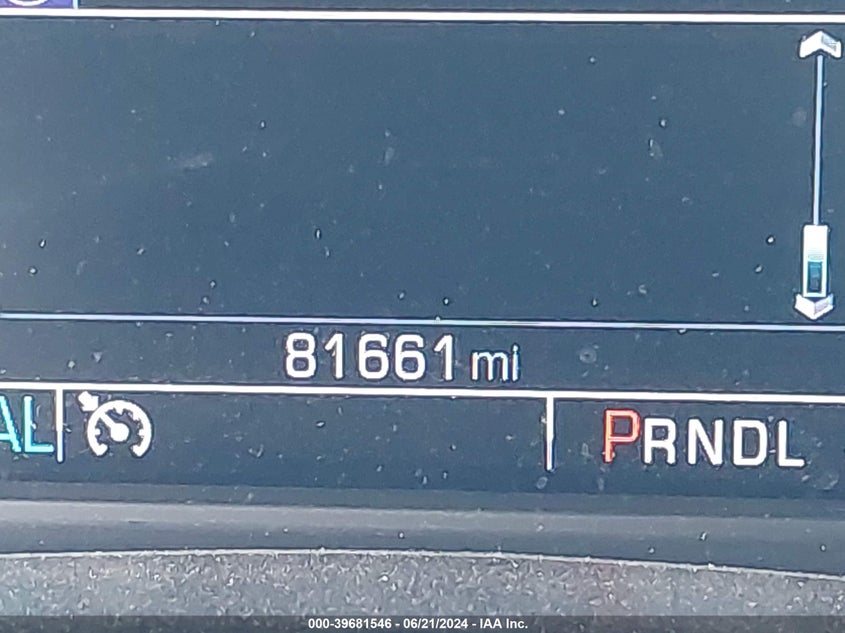 81661 mi
AL PRNDL
000-39681546 - 06/21/2024 - IAA Inc.